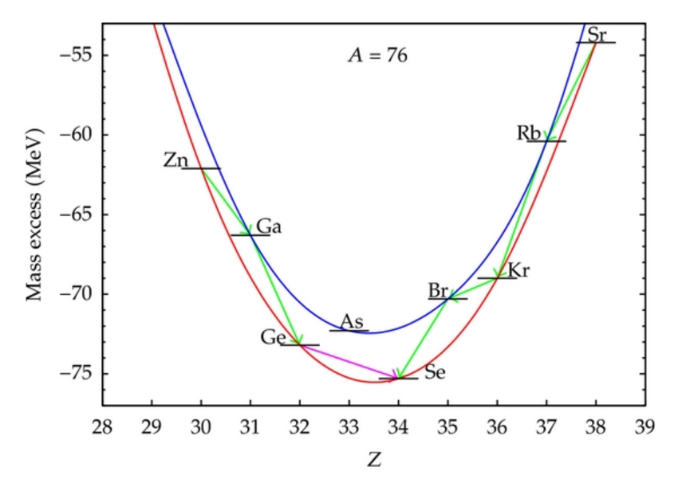 A = 76
Sr
Rb
Zn
Ga
Kr
Br
As
Ge
Se
Mass excess (MeV)
−55
−60
−65
−70
−75
28 29 30 31 32 33 34 35 36 37 38 39
Z